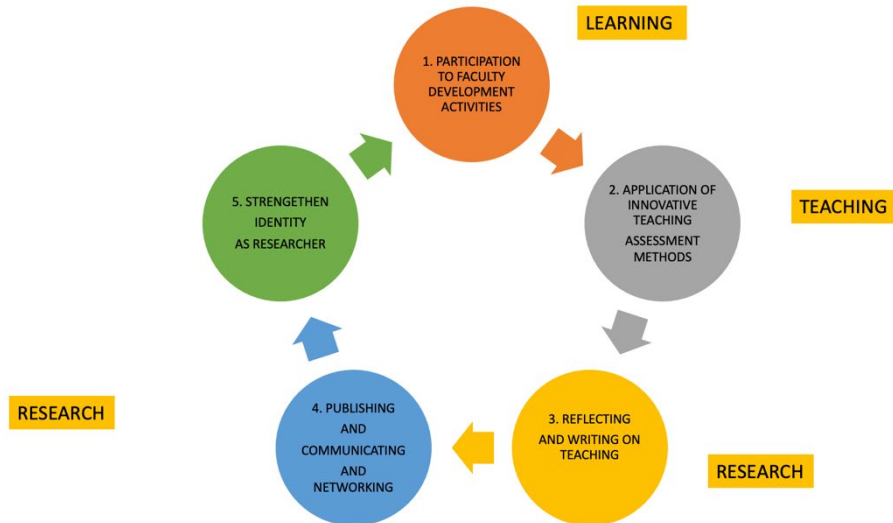 LEARNING
1. PARTICIPATION
TO FACULTY
DEVELOPMENT
ACTIVITIES
2. APPLICATION OF
INNOVATIVE
TEACHING
ASSESSMENT
METHODS
TEACHING
3. REFLECTING
AND WRITING ON
TEACHING
RESEARCH
4. PUBLISHING
AND
COMMUNICATING
AND
NETWORKING
RESEARCH
5. STRENGETHEN
IDENTITY
AS RESEARCHER